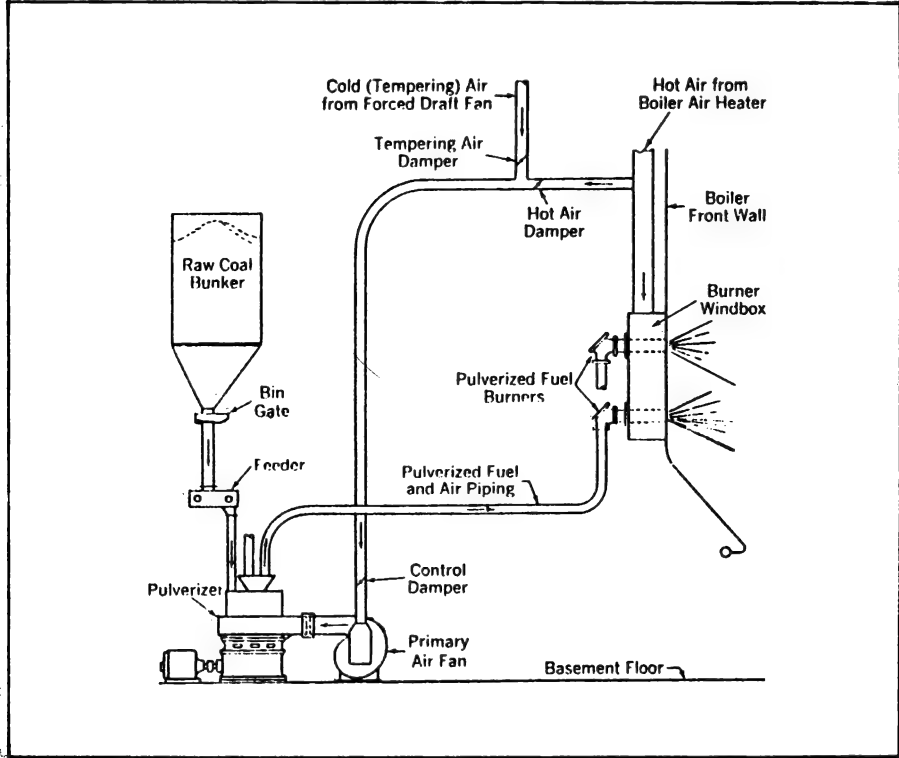 Cold (Tempering) Air
from Forced Draft Fan
Hot Air from
Boiler Air Heater
Tempering Air
Damper
Hot Air
Damper
Boiler
Front Wall
Raw Coal
Bunker
Burner
Windbox
Pulverized Fuel
Burners
Bin
Gate
Feeder
Pulverized Fuel
and Air Piping
Control
Damper
Pulverizer
Primary
Air Fan
Basement Floor